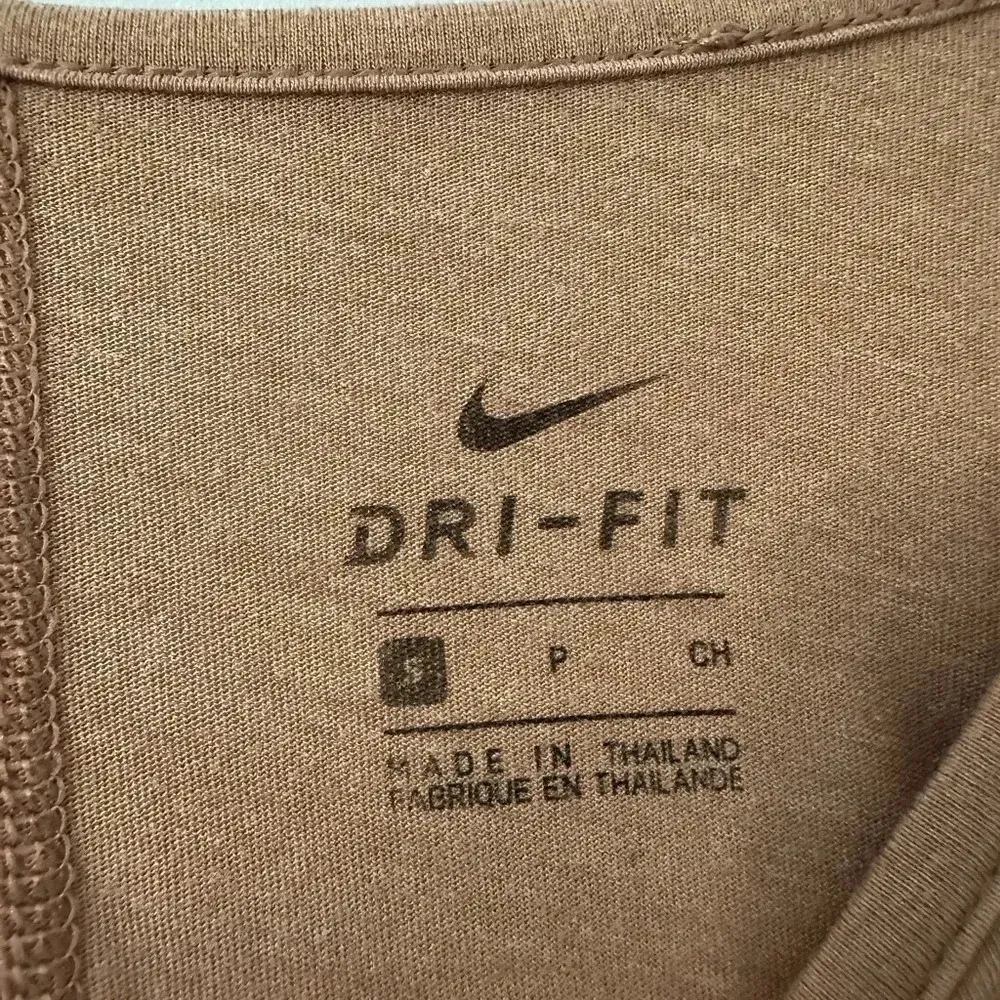 DRI-FIT
S P CH
MADE IN THAILAND
FABRIQUE EN THAILANDE